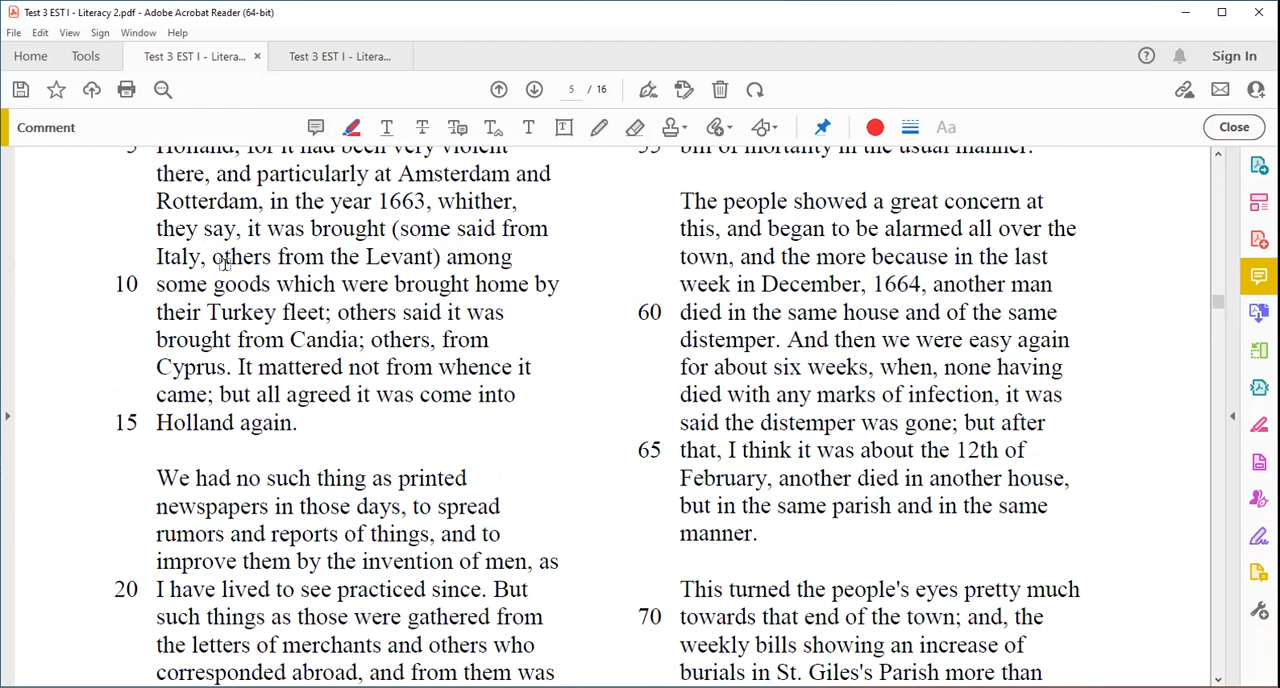 Test 3 EST I - Literacy 2.pdf - Adobe Acrobat Reader (64-bit)
File Edit View Sign Window Help
Home Tools Test 3 EST I - Litera... × Test 3 EST I - Litera... Sign In
5 / 16
Comment Aa Close
5 Holland, for it had been very violent
there, and particularly at Amsterdam and
Rotterdam, in the year 1663, whither,
they say, it was brought (some said from
Italy, others from the Levant) among
10 some goods which were brought home by
their Turkey fleet; others said it was
brought from Candia; others, from
Cyprus. It mattered not from whence it
came; but all agreed it was come into
15 Holland again.
We had no such thing as printed
newspapers in those days, to spread
rumors and reports of things, and to
improve them by the invention of men, as
20 I have lived to see practiced since. But
such things as those were gathered from
the letters of merchants and others who
corresponded abroad, and from them was
55 bill of mortality in the usual manner.
The people showed a great concern at
this, and began to be alarmed all over the
town, and the more because in the last
week in December, 1664, another man
60 died in the same house and of the same
distemper. And then we were easy again
for about six weeks, when, none having
died with any marks of infection, it was
said the distemper was gone; but after
65 that, I think it was about the 12th of
February, another died in another house,
but in the same parish and in the same
manner.
This turned the people's eyes pretty much
70 towards that end of the town; and, the
weekly bills showing an increase of
burials in St. Giles's Parish more than